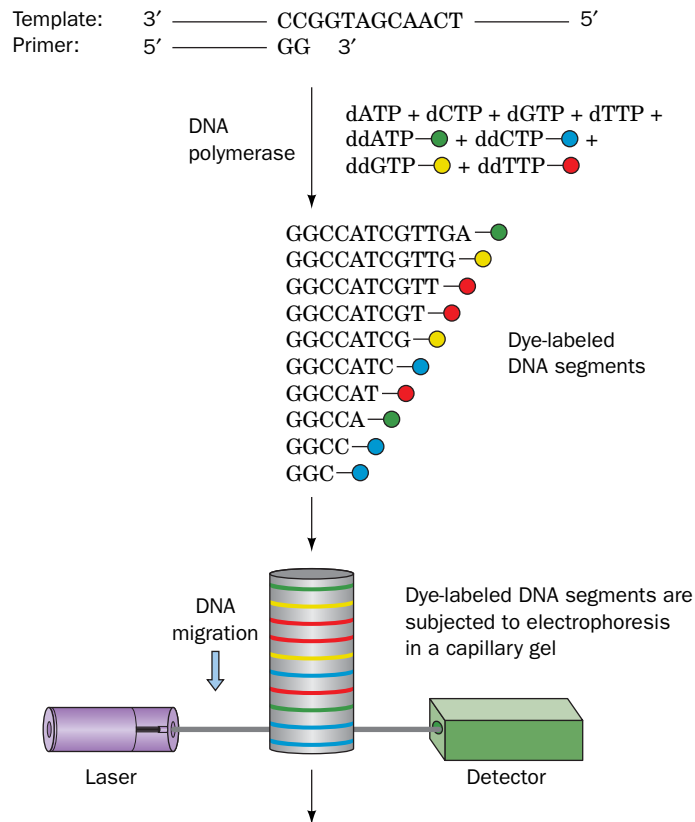 Template: 3′ CCGGTAGCAACT 5′
Primer: 5′ GG 3′
DNA
polymerase
dATP + dCTP + dGTP + dTTP +
ddATP + ddCTP +
ddGTP + ddTTP
GGCCATCGTTGA
GGCCATCGTTG
GGCCATCGTT
GGCCATCGT
GGCCATCG
GGCCATC
GGCCAT
GGCCA
GGCC
GGC
Dye-labeled
DNA segments
DNA
migration
Dye-labeled DNA segments are
subjected to electrophoresis
in a capillary gel
Laser
Detector